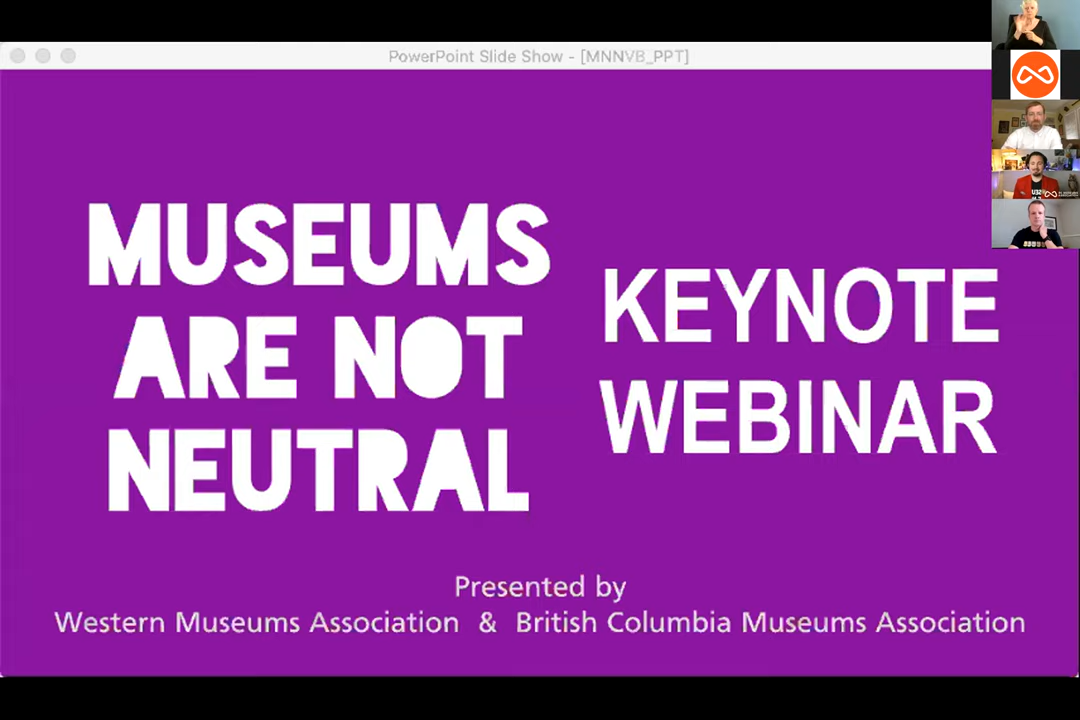 PowerPoint Slide Show - [MNNVB_PPT]
MUSEUMS
ARE NOT
NEUTRAL
KEYNOTE
WEBINAR
Presented by
Western Museums Association & British Columbia Museums Association